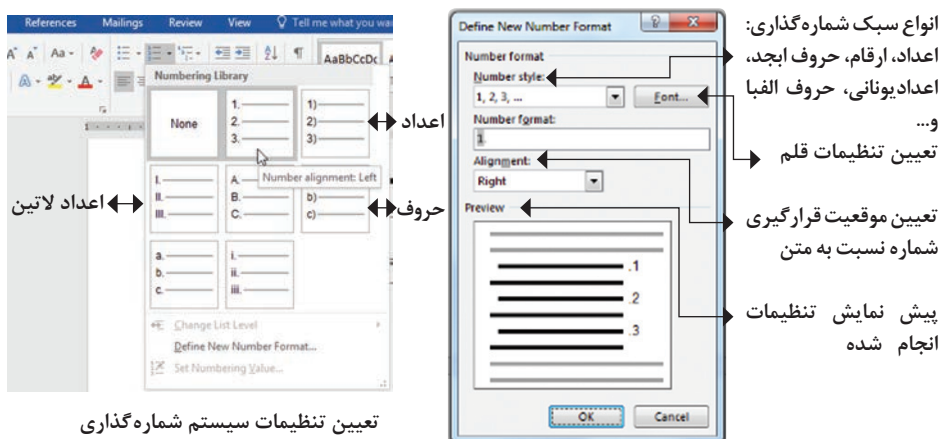 References Mailings Review View Tell me what you wa
Aa
AaBbCcDc
Numbering Library
None
1.
2.
3.
1)
2)
3)
اعداد
Number alignment: Left
I.
II.
III.
A.
B.
C.
b)
c)
حروف
اعداد لاتین
a.
b.
c.
i.
ii.
iii.
Change List Level
Define New Number Format...
Set Numbering Value...
تعیین تنظیمات سیستم شماره‌گذاری
Define New Number Format
Number format
Number style:
1, 2, 3, ...
Font...
Number format:
1.
Alignment:
Right
Preview
.1
.2
.3
OK Cancel
انواع سبک شماره‌گذاری:
اعداد، ارقام، حروف ابجد،
اعدادیونانی، حروف الفبا
و...
تعیین تنظیمات قلم
تعیین موقعیت قرارگیری
شماره نسبت به متن
پیش نمایش تنظیمات
انجام شده